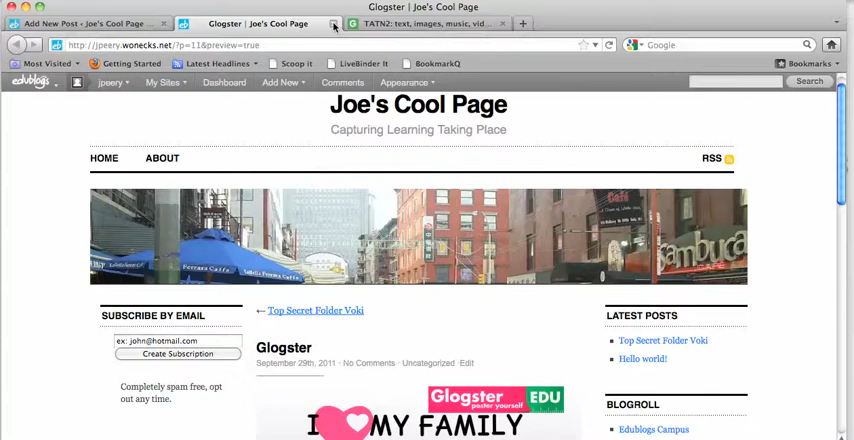 Glogster | Joe's Cool Page
Add New Post ‹ Joe's Cool Page ...
Glogster | Joe's Cool Page
TATN2: text, images, music, vid...
http://jpeery.wonecks.net/?p=11&preview=true
Google
Most Visited
Getting Started
Latest Headlines
Scoop it
LiveBinder It
BookmarkQ
Bookmarks
edublogs
jpeery
My Sites
Dashboard
Add New
Comments
Appearance
Search
Joe's Cool Page
Capturing Learning Taking Place
HOME
ABOUT
RSS
Ferrara Caffe
Café
Sambuca
SUBSCRIBE BY EMAIL
ex: john@hotmail.com
Create Subscription
Completely spam free, opt
out any time.
← Top Secret Folder Voki
Glogster
September 29th, 2011 · No Comments · Uncategorized ·Edit
Glogster EDU
poster yourself
I MY FAMILY
LATEST POSTS
Top Secret Folder Voki
Hello world!
BLOGROLL
Edublogs Campus